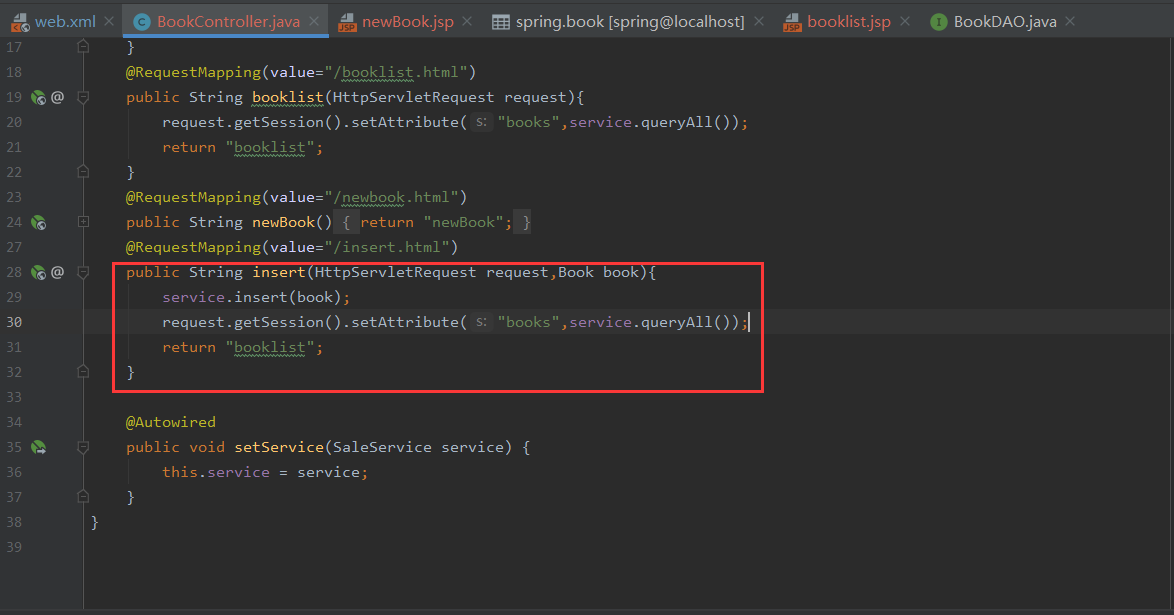 web.xml BookController.java newBook.jsp spring.book [spring@localhost] booklist.jsp BookDAO.java
17 }
18 @RequestMapping(value="/booklist.html")
19 @ public String booklist(HttpServletRequest request){
20 request.getSession().setAttribute( s: "books",service.queryAll());
21 return "booklist";
22 }
23 @RequestMapping(value="/newbook.html")
24 public String newBook() { return "newBook"; }
27 @RequestMapping(value="/insert.html")
28 @ public String insert(HttpServletRequest request,Book book){
29 service.insert(book);
30 request.getSession().setAttribute( s: "books",service.queryAll());
31 return "booklist";
32 }
33
34 @Autowired
35 public void setService(SaleService service) {
36 this.service = service;
37 }
38 }
39